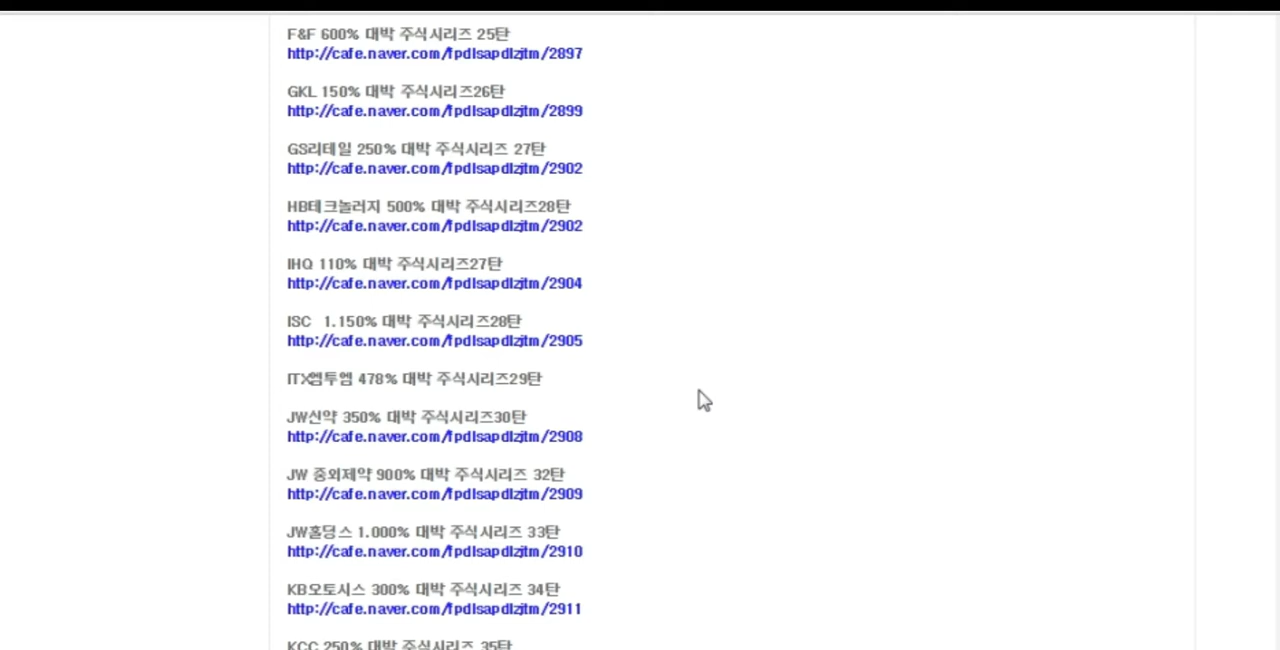 F&F 600% 대박 주식시리즈 25탄
http://cafe.naver.com/fpdlsapdlzjtm/2897
GKL 150% 대박 주식시리즈26탄
http://cafe.naver.com/fpdlsapdlzjtm/2899
GS리테일 250% 대박 주식시리즈 27탄
http://cafe.naver.com/fpdlsapdlzjtm/2902
HB테크놀러지 500% 대박 주식시리즈28탄
http://cafe.naver.com/fpdlsapdlzjtm/2902
IHQ 110% 대박 주식시리즈27탄
http://cafe.naver.com/fpdlsapdlzjtm/2904
ISC 1.150% 대박 주식시리즈28탄
http://cafe.naver.com/fpdlsapdlzjtm/2905
ITX엠투엠 478% 대박 주식시리즈29탄
JW신약 350% 대박 주식시리즈30탄
http://cafe.naver.com/fpdlsapdlzjtm/2908
JW 중외제약 900% 대박 주식시리즈 32탄
http://cafe.naver.com/fpdlsapdlzjtm/2909
JW홀딩스 1.000% 대박 주식시리즈 33탄
http://cafe.naver.com/fpdlsapdlzjtm/2910
KB오토시스 300% 대박 주식시리즈 34탄
http://cafe.naver.com/fpdlsapdlzjtm/2911
KCC 250% 대박 주식시리즈 35탄